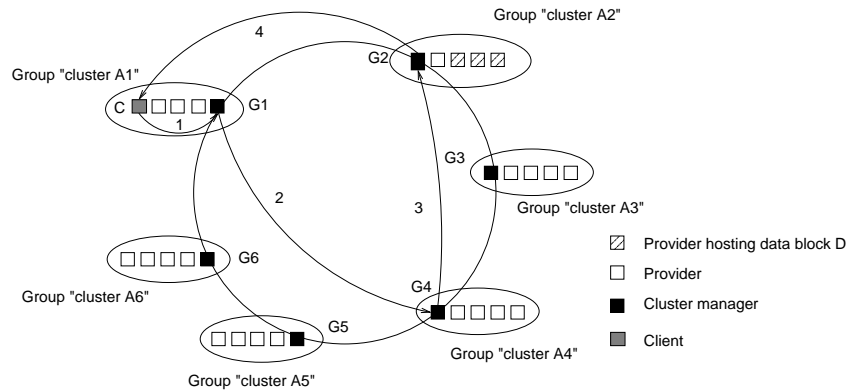 Group "cluster A2"
4
G2
Group "cluster A1"
C
G1
1
G3
2
3
Group "cluster A3"
Provider hosting data block D
G6
Provider
G4
Group "cluster A6"
Cluster manager
G5
Client
Group "cluster A4"
Group "cluster A5"